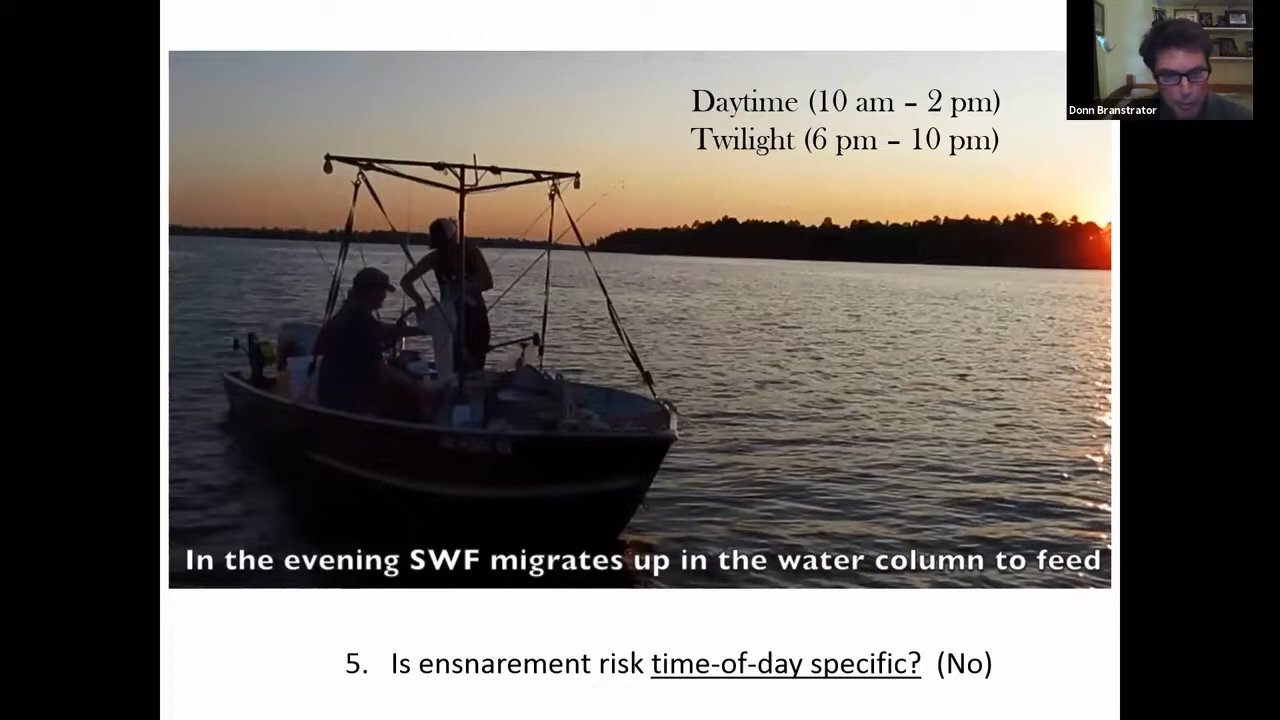 Daytime (10 am – 2 pm)
Twilight (6 pm – 10 pm)
Donn Branstrator
In the evening SWF migrates up in the water column to feed
5. Is ensnarement risk time-of-day specific? (No)